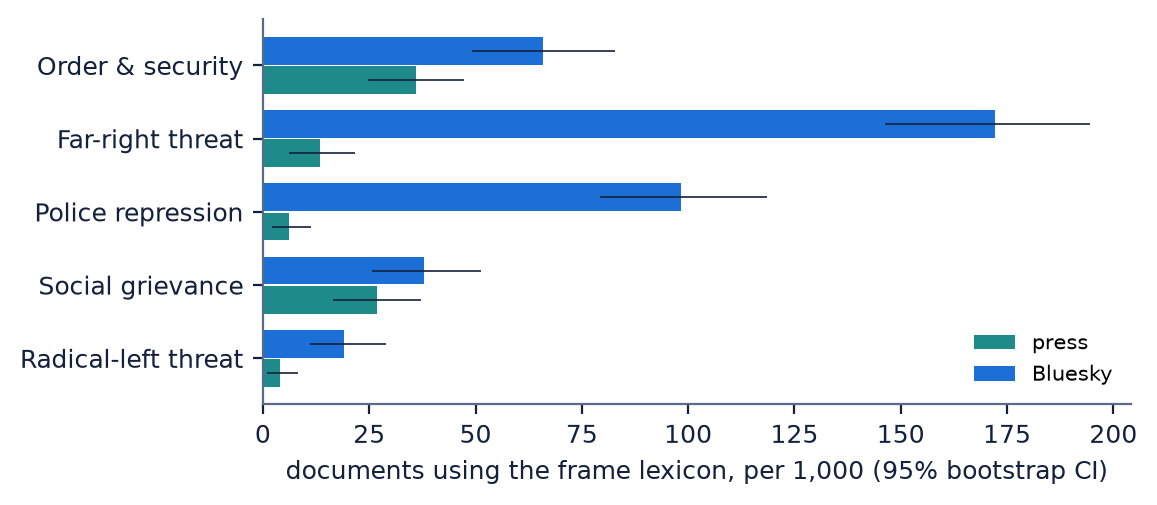 Order & security
Far-right threat
Police repression
Social grievance
Radical-left threat
press
Bluesky
0 25 50 75 100 125 150 175 200
documents using the frame lexicon, per 1,000 (95% bootstrap CI)